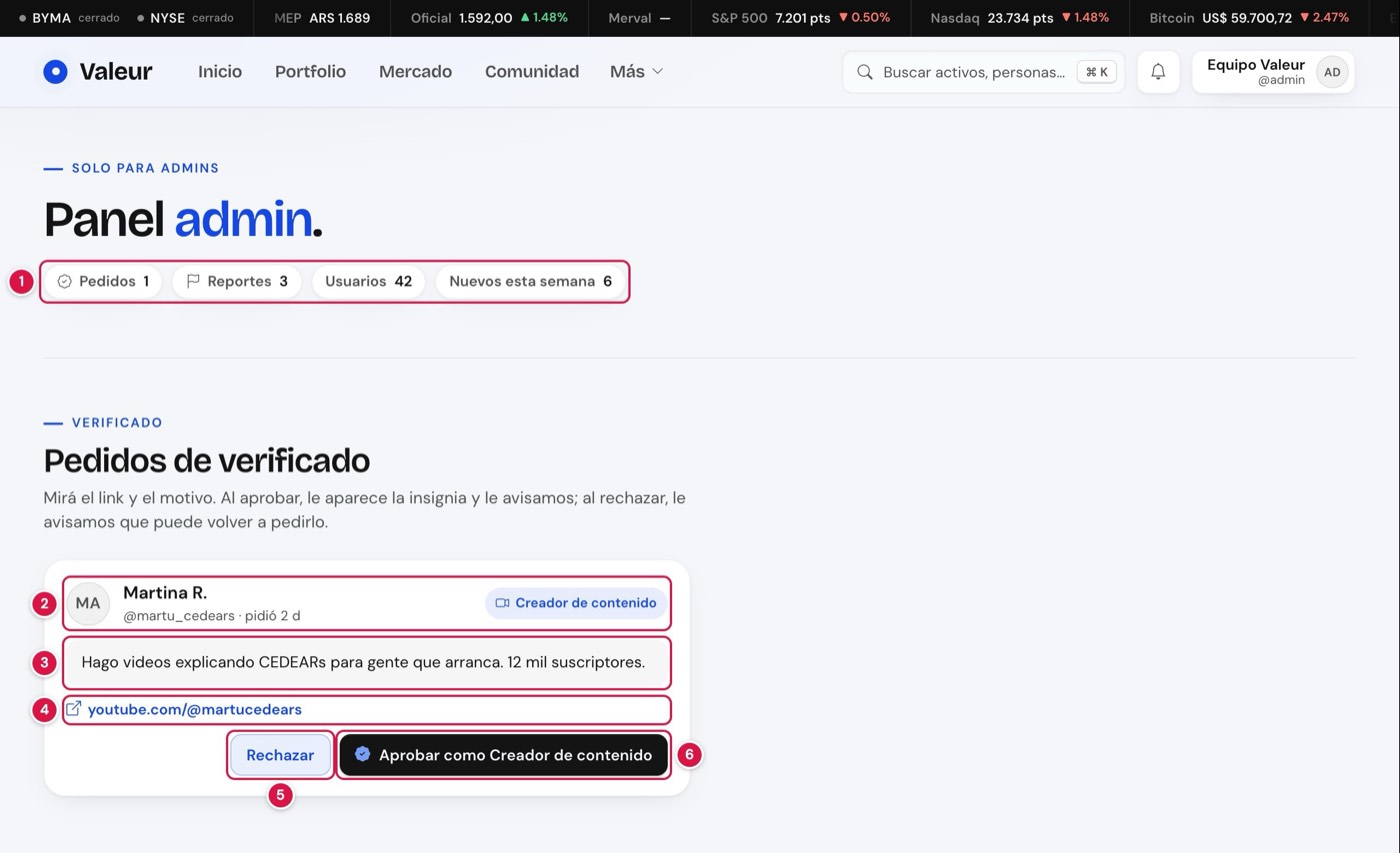 BYMA cerrado NYSE cerrado MEP ARS 1.689 Oficial 1.592,00 ▲ 1.48% Merval — S&P 500 7.201 pts ▼ 0.50% Nasdaq 23.734 pts ▼ 1.48% Bitcoin US$ 59.700,72 ▼ 2.47%
Valeur Inicio Portfolio Mercado Comunidad Más Buscar activos, personas... ⌘ K Equipo Valeur AD
@admin
SOLO PARA ADMINS
Panel admin.
1 Pedidos 1 Reportes 3 Usuarios 42 Nuevos esta semana 6
VERIFICADO
Pedidos de verificado
Mirá el link y el motivo. Al aprobar, le aparece la insignia y le avisamos; al rechazar, le
avisamos que puede volver a pedirlo.
Martina R.
2 MA Creador de contenido
@martu_cedears · pidió 2 d
3 Hago videos explicando CEDEARs para gente que arranca. 12 mil suscriptores.
4 youtube.com/@martucedears
Rechazar Aprobar como Creador de contenido 6
5